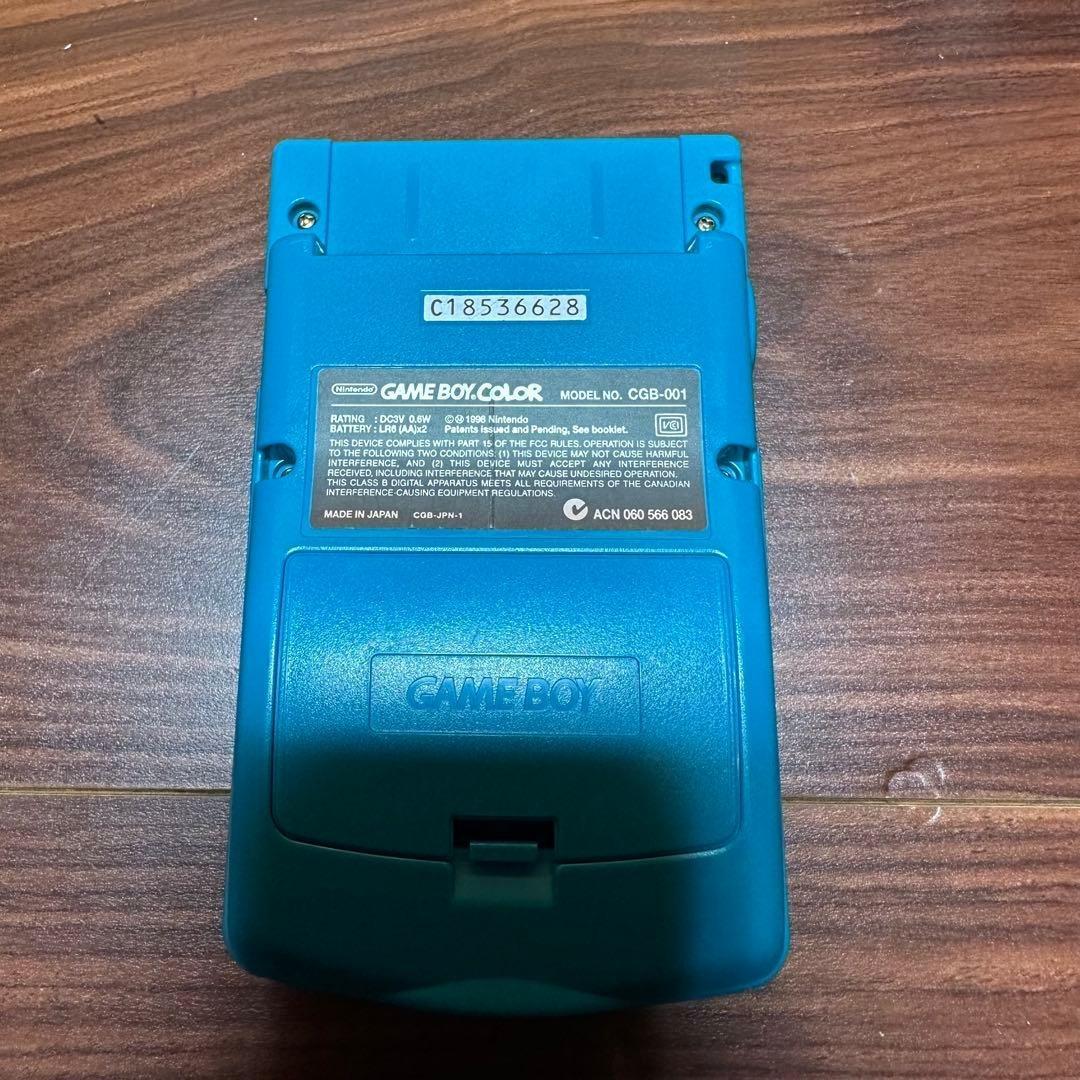 C18536628
Nintendo GAME BOY COLOR MODEL NO. CGB-001
RATING : DC3V 0.6W ©Ⓜ1998 Nintendo
BATTERY : LR6 (AA)x2 Patents Issued and Pending, See booklet.
VCI
THIS DEVICE COMPLIES WITH PART 15 OF THE FCC RULES. OPERATION IS SUBJECT
TO THE FOLLOWING TWO CONDITIONS. (1) THIS DEVICE MAY NOT CAUSE HARMFUL
INTERFERENCE, AND (2) THIS DEVICE MUST ACCEPT ANY INTERFERENCE
RECEIVED, INCLUDING INTERFERENCE THAT MAY CAUSE UNDESIRED OPERATION.
THIS CLASS B DIGITAL APPARATUS MEETS ALL REQUIREMENTS OF THE CANADIAN
INTERFERENCE-CAUSING EQUIPMENT REGULATIONS.
MADE IN JAPAN CGB-JPN-1 ACN 060 566 083
GAME BOY